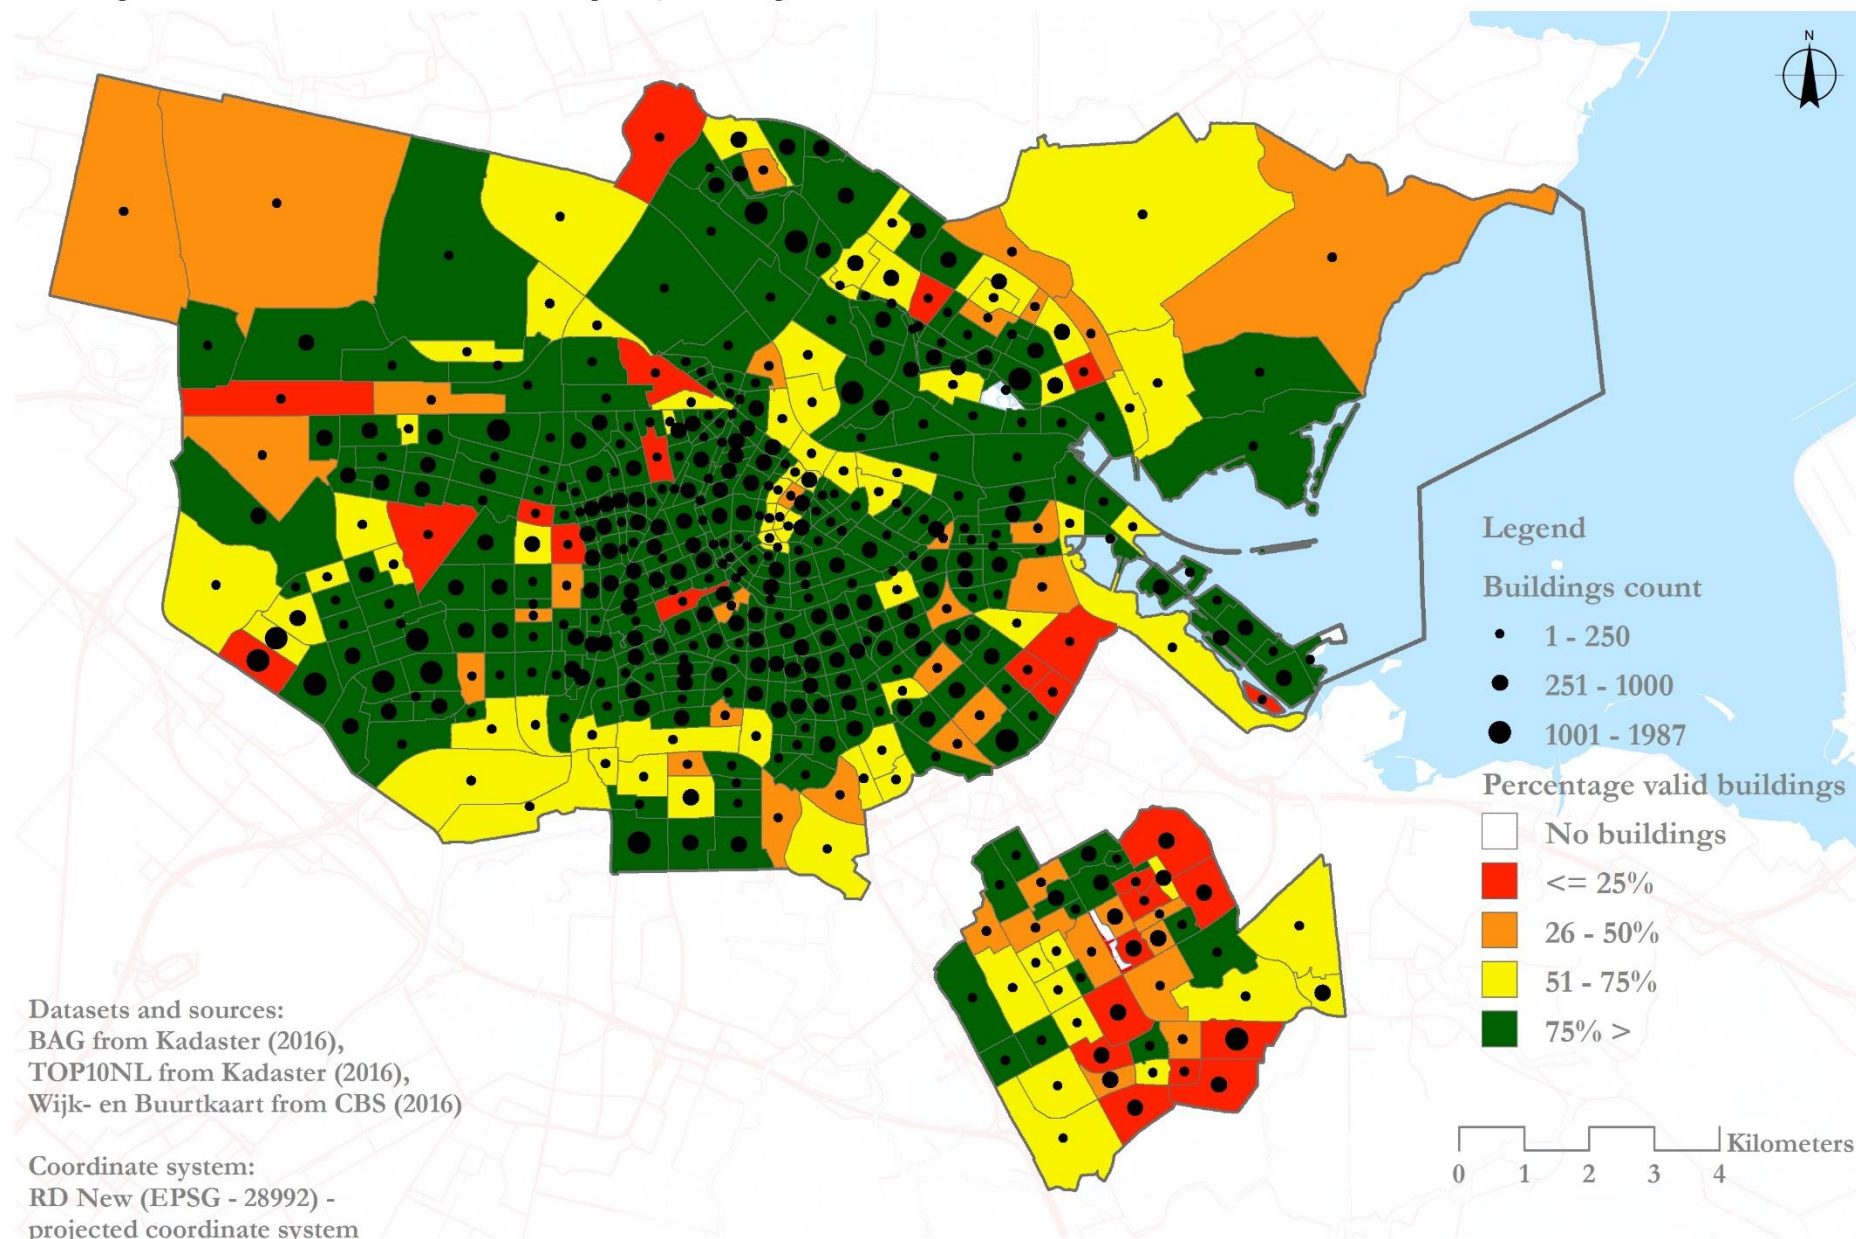 N
Legend
Buildings count
1 - 250
251 - 1000
1001 - 1987
Percentage valid buildings
No buildings
<= 25%
26 - 50%
51 - 75%
75% >
Datasets and sources:
BAG from Kadaster (2016),
TOP10NL from Kadaster (2016),
Wijk- en Buurtkaart from CBS (2016)
Coordinate system:
RD New (EPSG - 28992) -
projected coordinate system
Kilometers
0 1 2 3 4